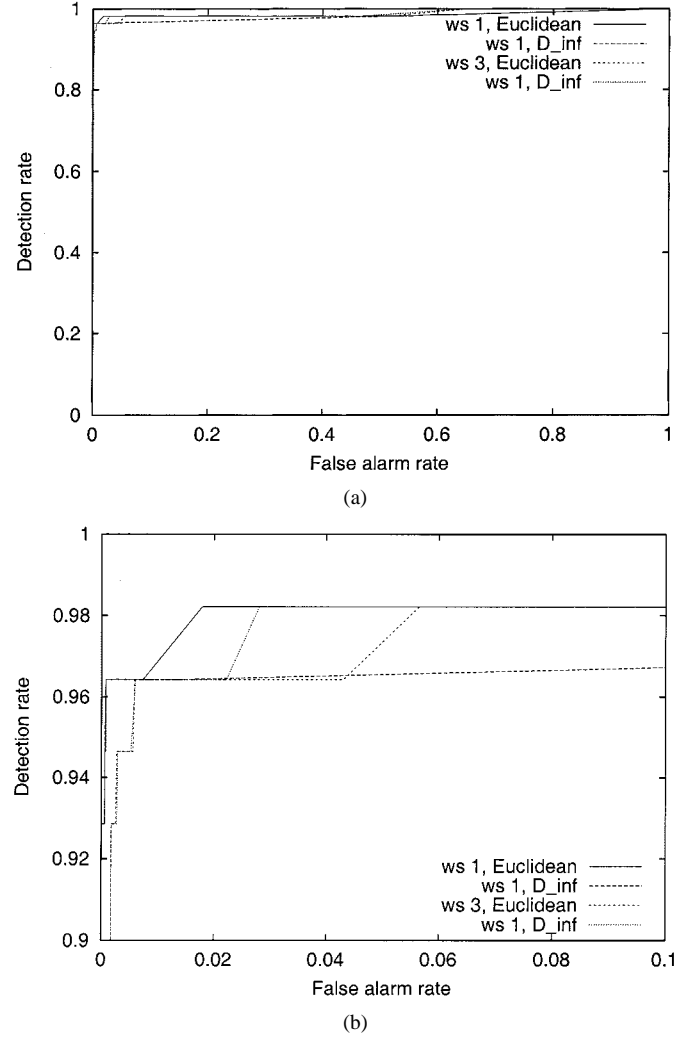 1
0.8
0.6
0.4
0.2
0
Detection rate
ws 1, Euclidean
ws 1, D_inf
ws 3, Euclidean
ws 1, D_inf
0 0.2 0.4 0.6 0.8 1
False alarm rate
(a)
1
0.98
0.96
0.94
0.92
0.9
Detection rate
ws 1, Euclidean
ws 1, D_inf
ws 3, Euclidean
ws 1, D_inf
0 0.02 0.04 0.06 0.08 0.1
False alarm rate
(b)